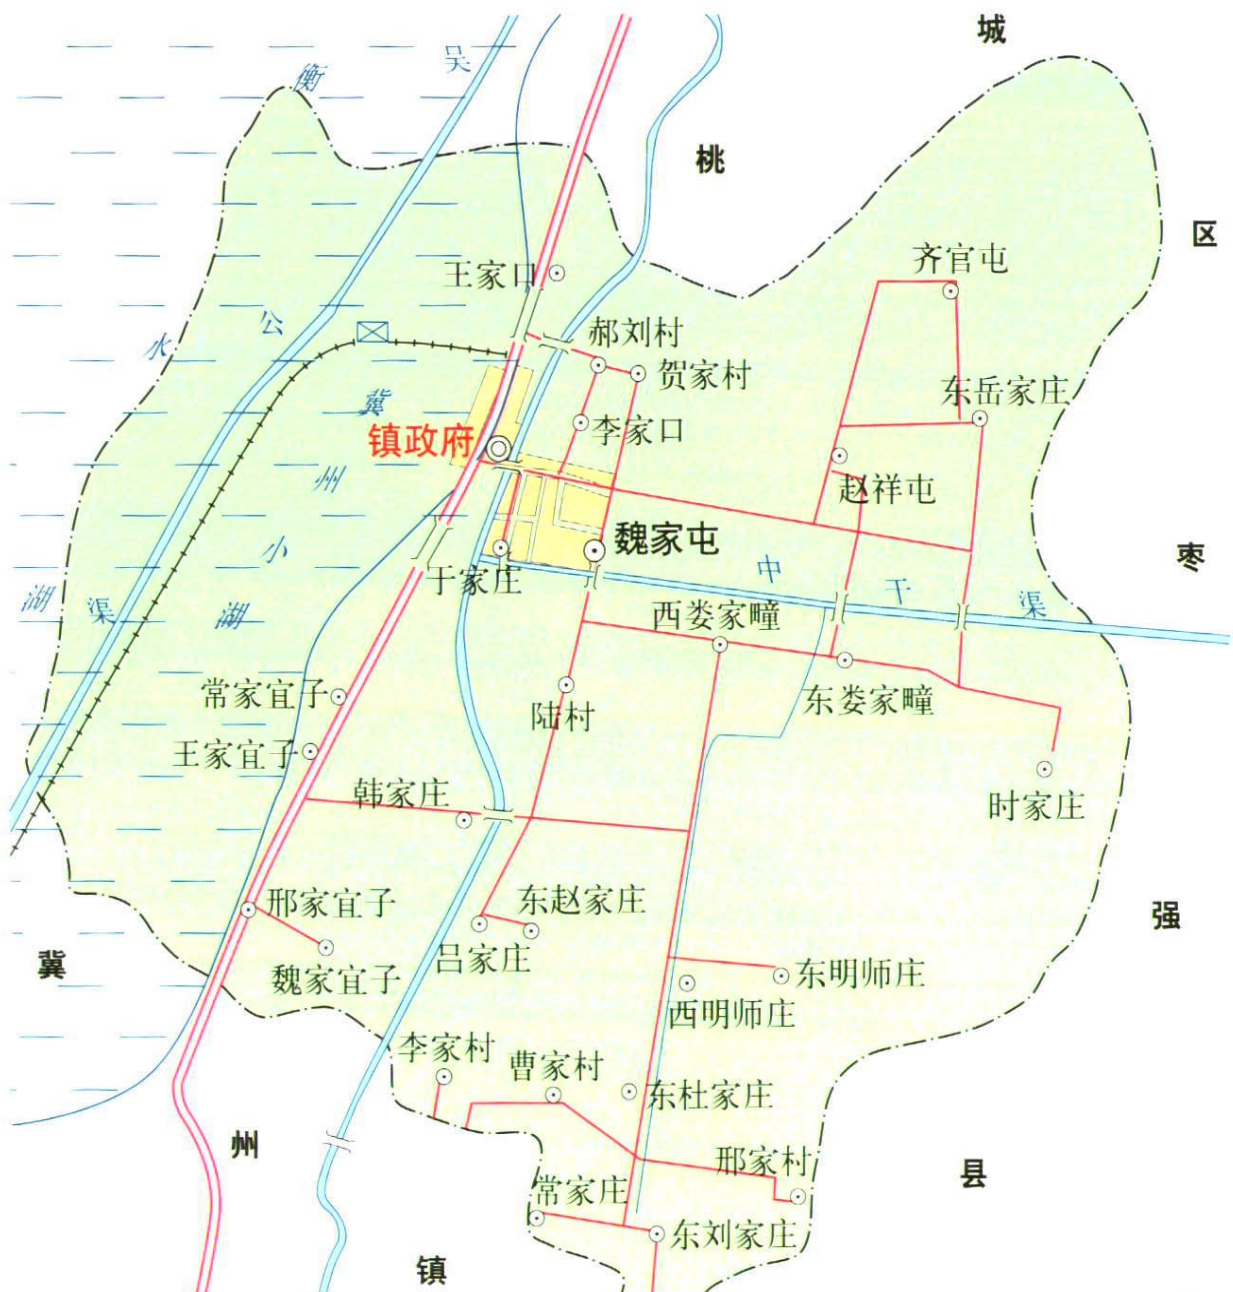 城
桃
区
枣
强
县
冀
州
镇
衡
水
湖
吴
公
渠
冀
州
小
湖
中
干
渠
王家口
齐官屯
郝刘村
贺家村
东岳家庄
镇政府
李家口
赵祥屯
魏家屯
于家庄
西娄家疃
东娄家疃
常家宜子
陆村
王家宜子
韩家庄
时家庄
邢家宜子
东赵家庄
吕家庄
魏家宜子
东明师庄
西明师庄
李家村
曹家村
东杜家庄
邢家村
常家庄
东刘家庄